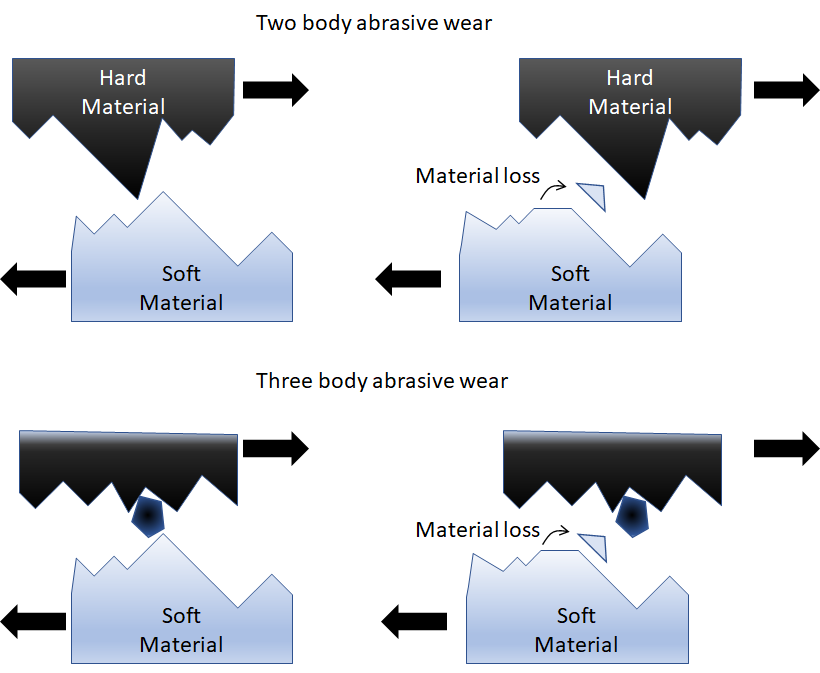 Two body abrasive wear
Hard
Material
Hard
Material
Material loss
Soft
Material
Soft
Material
Three body abrasive wear
Material loss
Soft
Material
Soft
Material